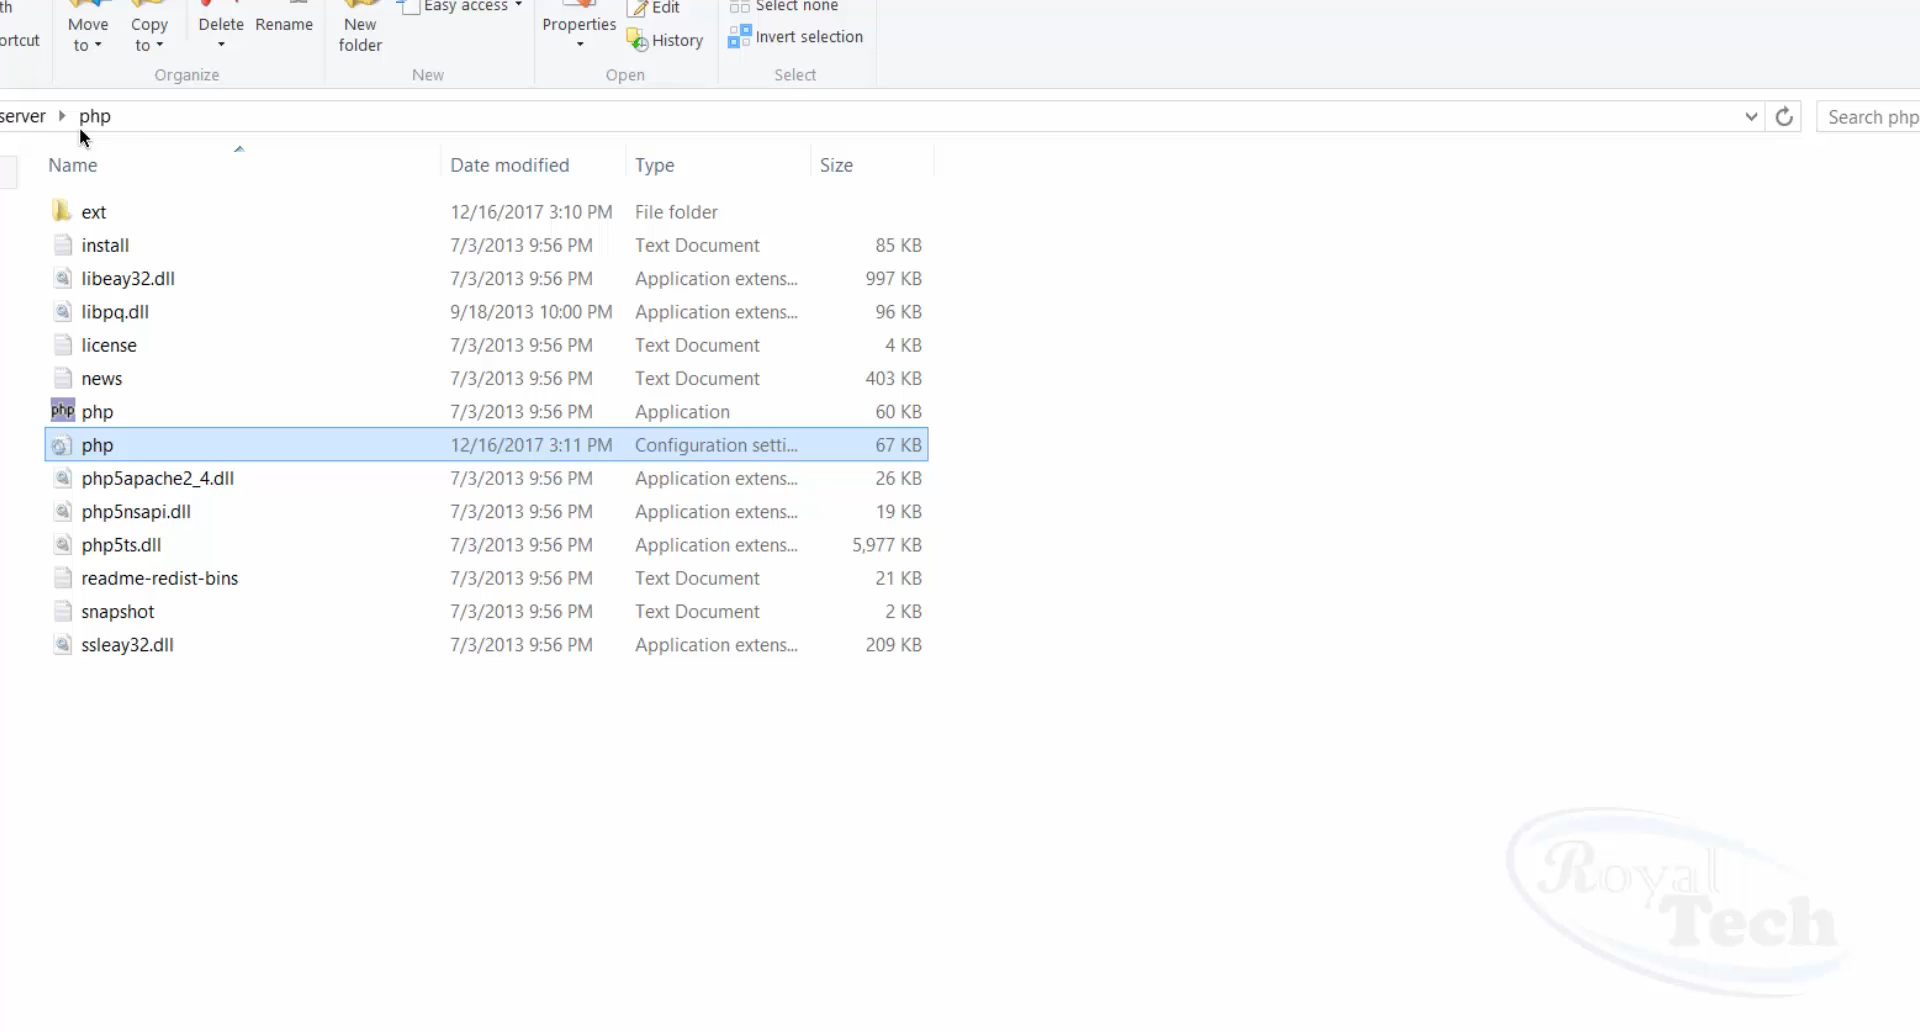 th
Easy access
Edit
Select none
Move to
Copy to
Delete
Rename
New folder
Properties
History
Invert selection
ortcut
Organize
New
Open
Select
server
php
Search php
Name
Date modified
Type
Size
ext 12/16/2017 3:10 PM File folder
install 7/3/2013 9:56 PM Text Document 85 KB
libeay32.dll 7/3/2013 9:56 PM Application extens... 997 KB
libpq.dll 9/18/2013 10:00 PM Application extens... 96 KB
license 7/3/2013 9:56 PM Text Document 4 KB
news 7/3/2013 9:56 PM Text Document 403 KB
php php 7/3/2013 9:56 PM Application 60 KB
php 12/16/2017 3:11 PM Configuration setti... 67 KB
php5apache2_4.dll 7/3/2013 9:56 PM Application extens... 26 KB
php5nsapi.dll 7/3/2013 9:56 PM Application extens... 19 KB
php5ts.dll 7/3/2013 9:56 PM Application extens... 5,977 KB
readme-redist-bins 7/3/2013 9:56 PM Text Document 21 KB
snapshot 7/3/2013 9:56 PM Text Document 2 KB
ssleay32.dll 7/3/2013 9:56 PM Application extens... 209 KB
Royal
Tech